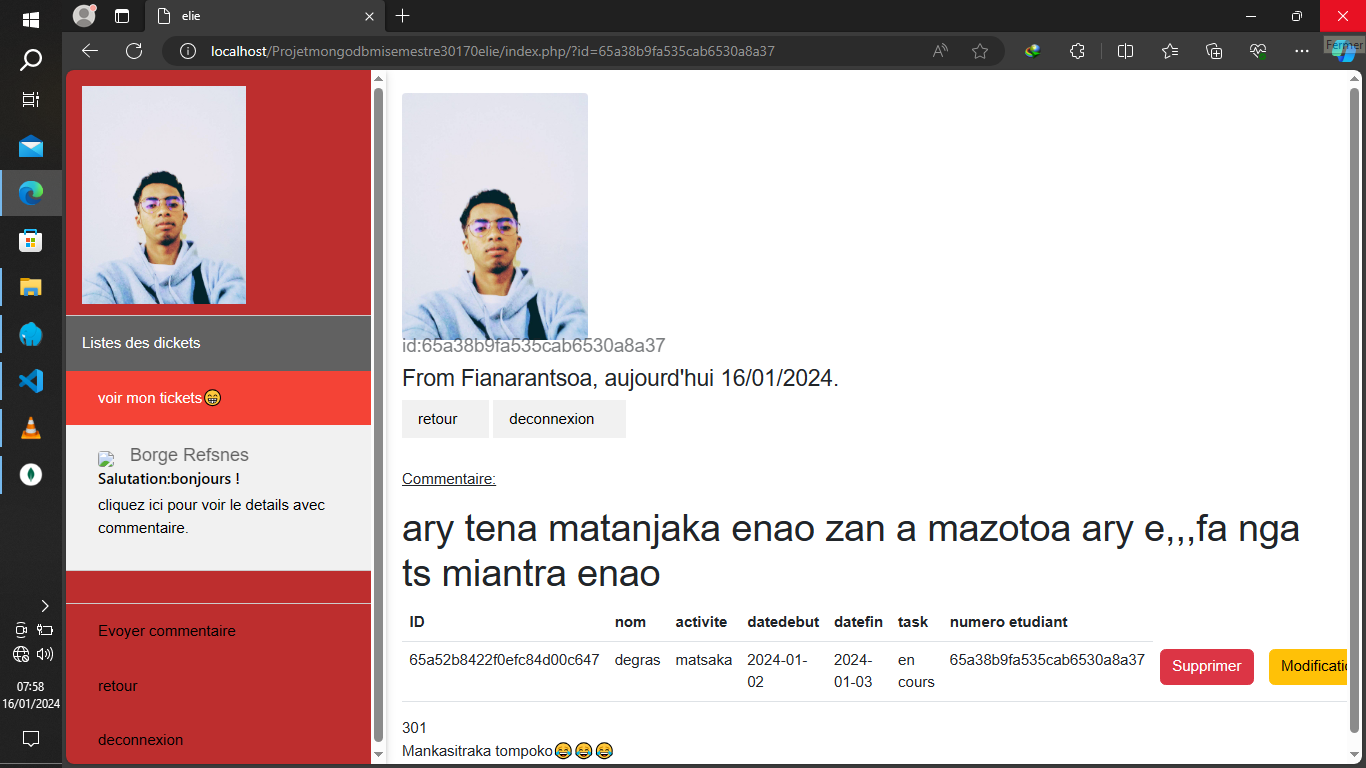 elie
localhost/Projetmongodbmisemestre30170elie/index.php/?id=65a38b9fa535cab6530a8a37
Fermer
Listes des dickets
voir mon tickets😁
Borge Refsnes
Salutation:bonjours !
cliquez ici pour voir le details avec
commentaire.
Evoyer commentaire
retour
deconnexion
id:65a38b9fa535cab6530a8a37
From Fianarantsoa, aujourd'hui 16/01/2024.
retour deconnexion
Commentaire:
ary tena matanjaka enao zan a mazotoa ary e,,,fa nga
ts miantra enao
ID nom activite datedebut datefin task numero etudiant
65a52b8422f0efc84d00c647 degras matsaka 2024-01- 2024- en 65a38b9fa535cab6530a8a37 Supprimer Modificatio
02 01-03 cours
301
Mankasitraka tompoko😂😂😂
07:58
16/01/2024